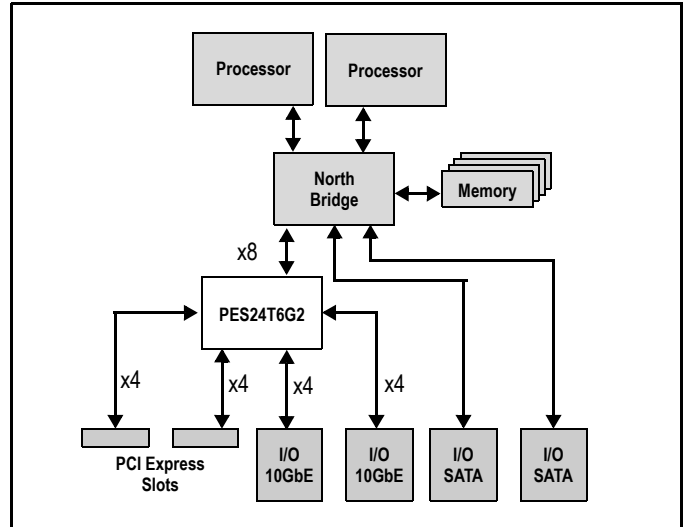 Processor
Processor
North
Bridge
Memory
x8
PES24T6G2
x4
x4
x4
x4
PCI Express
Slots
I/O
10GbE
I/O
10GbE
I/O
SATA
I/O
SATA